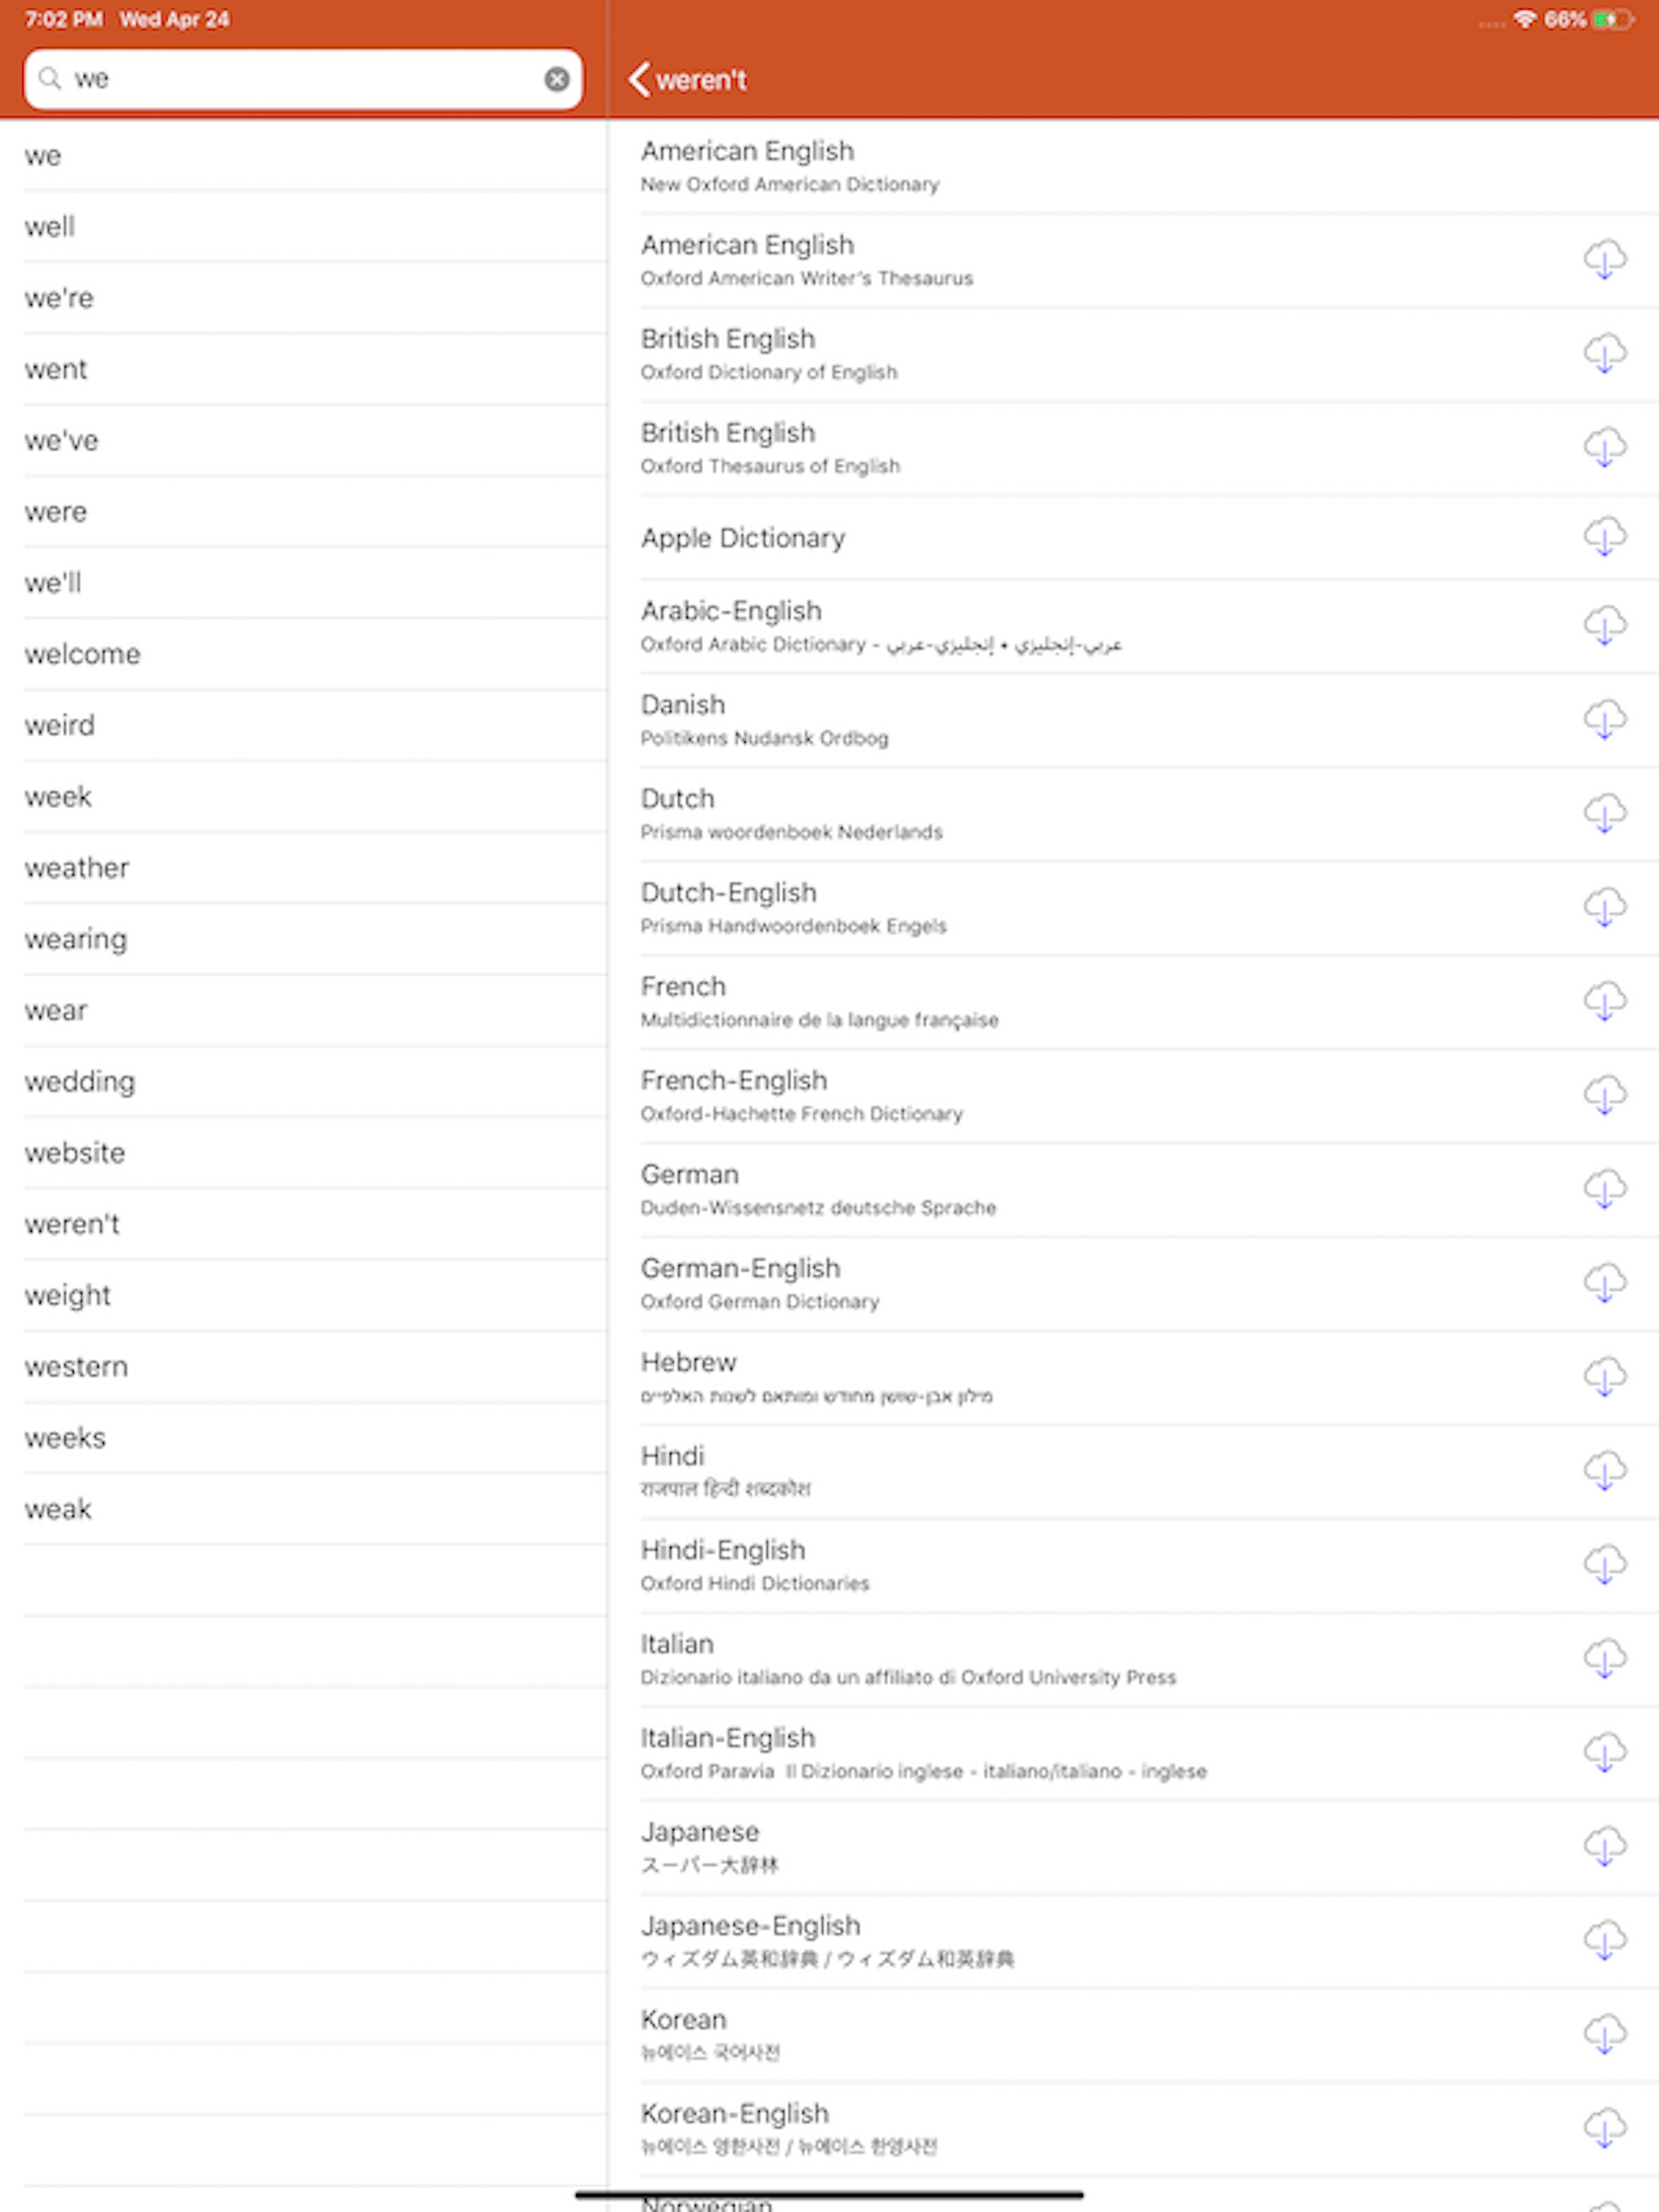 7:02 PM Wed Apr 24
66%
we
weren't
we
well
we're
went
we've
were
we'll
welcome
weird
week
weather
wearing
wear
wedding
website
weren't
weight
western
weeks
weak
American English
New Oxford American Dictionary
American English
Oxford American Writer's Thesaurus
British English
Oxford Dictionary of English
British English
Oxford Thesaurus of English
Apple Dictionary
Arabic-English
Oxford Arabic Dictionary - عربي-إنجليزي • إنجليزي-عربي
Danish
Politikens Nudansk Ordbog
Dutch
Prisma woordenboek Nederlands
Dutch-English
Prisma Handwoordenboek Engels
French
Multidictionnaire de la langue française
French-English
Oxford-Hachette French Dictionary
German
Duden-Wissensnetz deutsche Sprache
German-English
Oxford German Dictionary
Hebrew
מילון אבן-שושן מחודש ומותאם לשנות האלפיים
Hindi
राजपाल हिन्दी शब्दकोश
Hindi-English
Oxford Hindi Dictionaries
Italian
Dizionario italiano da un affiliato di Oxford University Press
Italian-English
Oxford Paravia Il Dizionario inglese - italiano/italiano - inglese
Japanese
スーパー大辞林
Japanese-English
ウィズダム英和辞典 / ウィズダム和英辞典
Korean
뉴에이스 국어사전
Korean-English
뉴에이스 영한사전 / 뉴에이스 한영사전
Norwegian